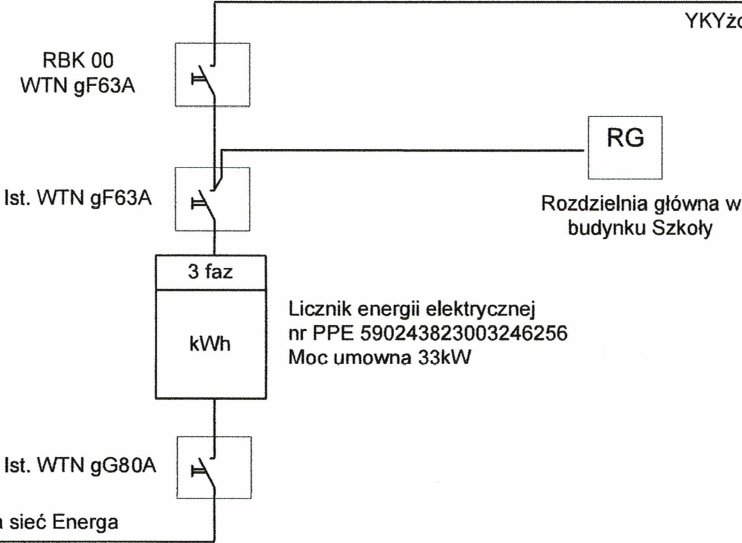 YKYżo
RBK 00
WTN gF63A
RG
Ist. WTN gF63A
Rozdzielnia główna w
budynku Szkoły
3 faz
kWh
Licznik energii elektrycznej
nr PPE 590243823003246256
Moc umowna 33kW
Ist. WTN gG80A
sieć Energa